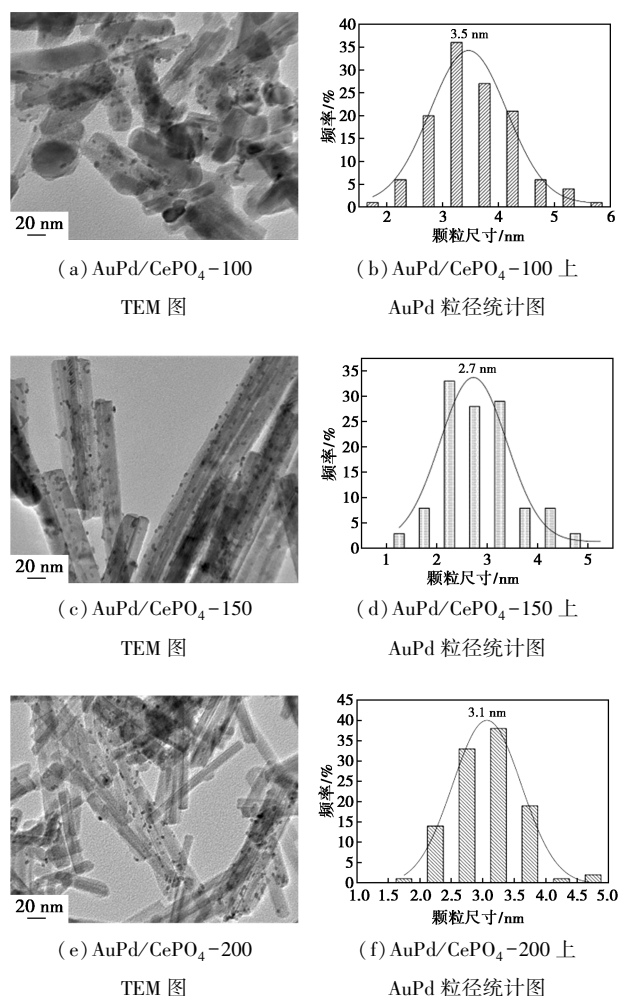 20 nm
40
35
30
25
20
15
10
5
0
频率/%
3.5 nm
2 3 4 5 6
颗粒尺寸/nm
(a) AuPd/CePO4-100
TEM 图
(b) AuPd/CePO4-100 上
AuPd 粒径统计图
20 nm
35
30
25
20
15
10
5
0
频率/%
2.7 nm
1 2 3 4 5
颗粒尺寸/nm
(c) AuPd/CePO4-150
TEM 图
(d) AuPd/CePO4-150 上
AuPd 粒径统计图
20 nm
45
40
35
30
25
20
15
10
5
0
频率/%
3.1 nm
1.0 1.5 2.0 2.5 3.0 3.5 4.0 4.5 5.0
颗粒尺寸/nm
(e) AuPd/CePO4-200
TEM 图
(f) AuPd/CePO4-200 上
AuPd 粒径统计图